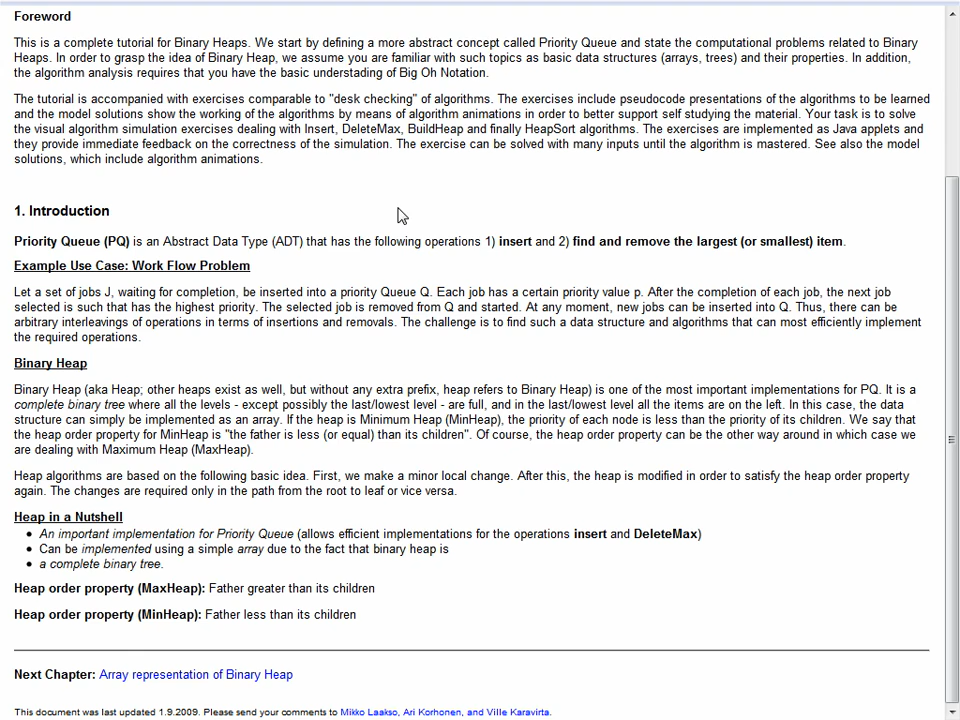 Foreword
This is a complete tutorial for Binary Heaps. We start by defining a more abstract concept called Priority Queue and state the computational problems related to Binary
Heaps. In order to grasp the idea of Binary Heap, we assume you are familiar with such topics as basic data structures (arrays, trees) and their properties. In addition,
the algorithm analysis requires that you have the basic understading of Big Oh Notation.
The tutorial is accompanied with exercises comparable to "desk checking" of algorithms. The exercises include pseudocode presentations of the algorithms to be learned
and the model solutions show the working of the algorithms by means of algorithm animations in order to better support self studying the material. Your task is to solve
the visual algorithm simulation exercises dealing with Insert, DeleteMax, BuildHeap and finally HeapSort algorithms. The exercises are implemented as Java applets and
they provide immediate feedback on the correctness of the simulation. The exercise can be solved with many inputs until the algorithm is mastered. See also the model
solutions, which include algorithm animations.
1. Introduction
Priority Queue (PQ) is an Abstract Data Type (ADT) that has the following operations 1) insert and 2) find and remove the largest (or smallest) item.
Example Use Case: Work Flow Problem
Let a set of jobs J, waiting for completion, be inserted into a priority Queue Q. Each job has a certain priority value p. After the completion of each job, the next job
selected is such that has the highest priority. The selected job is removed from Q and started. At any moment, new jobs can be inserted into Q. Thus, there can be
arbitrary interleavings of operations in terms of insertions and removals. The challenge is to find such a data structure and algorithms that can most efficiently implement
the required operations.
Binary Heap
Binary Heap (aka Heap; other heaps exist as well, but without any extra prefix, heap refers to Binary Heap) is one of the most important implementations for PQ. It is a
complete binary tree where all the levels - except possibly the last/lowest level - are full, and in the last/lowest level all the items are on the left. In this case, the data
structure can simply be implemented as an array. If the heap is Minimum Heap (MinHeap), the priority of each node is less than the priority of its children. We say that
the heap order property for MinHeap is "the father is less (or equal) than its children". Of course, the heap order property can be the other way around in which case we
are dealing with Maximum Heap (MaxHeap).
Heap algorithms are based on the following basic idea. First, we make a minor local change. After this, the heap is modified in order to satisfy the heap order property
again. The changes are required only in the path from the root to leaf or vice versa.
Heap in a Nutshell
• An important implementation for Priority Queue (allows efficient implementations for the operations insert and DeleteMax)
• Can be implemented using a simple array due to the fact that binary heap is
• a complete binary tree.
Heap order property (MaxHeap): Father greater than its children
Heap order property (MinHeap): Father less than its children
Next Chapter: Array representation of Binary Heap
This document was last updated 1.9.2009. Please send your comments to Mikko Laakso, Ari Korhonen, and Ville Karavirta.